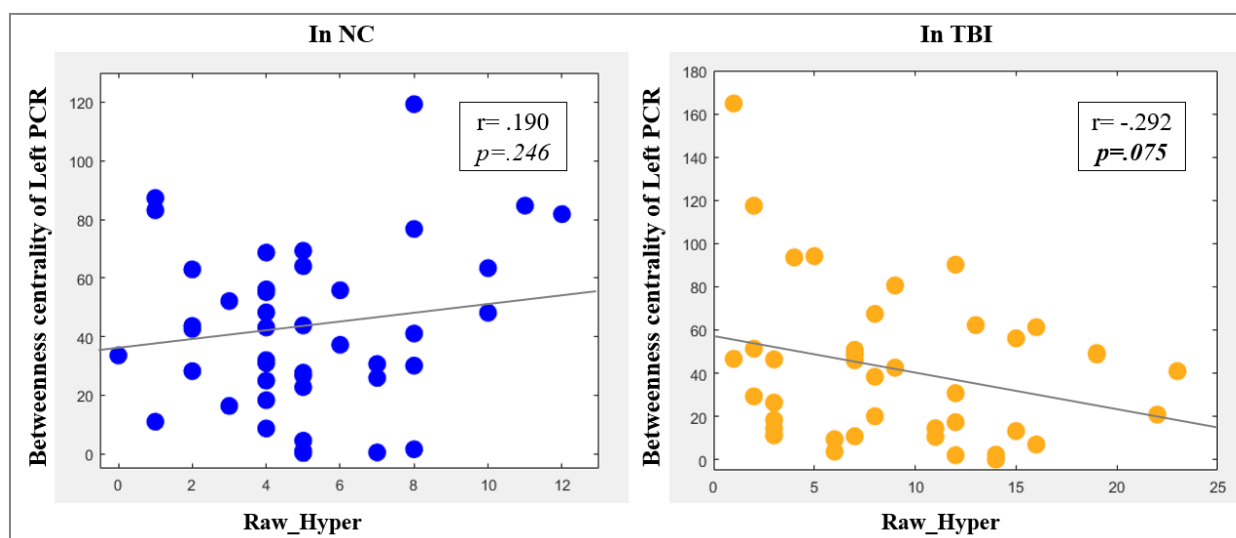 In NC
Betweenness centrality of Left PCR
120
100
80
60
40
20
0
r= .190
p=.246
0 2 4 6 8 10 12
Raw_Hyper
In TBI
Betweenness centrality of Left PCR
180
160
140
120
100
80
60
40
20
0
r= -.292
p=.075
0 5 10 15 20 25
Raw_Hyper